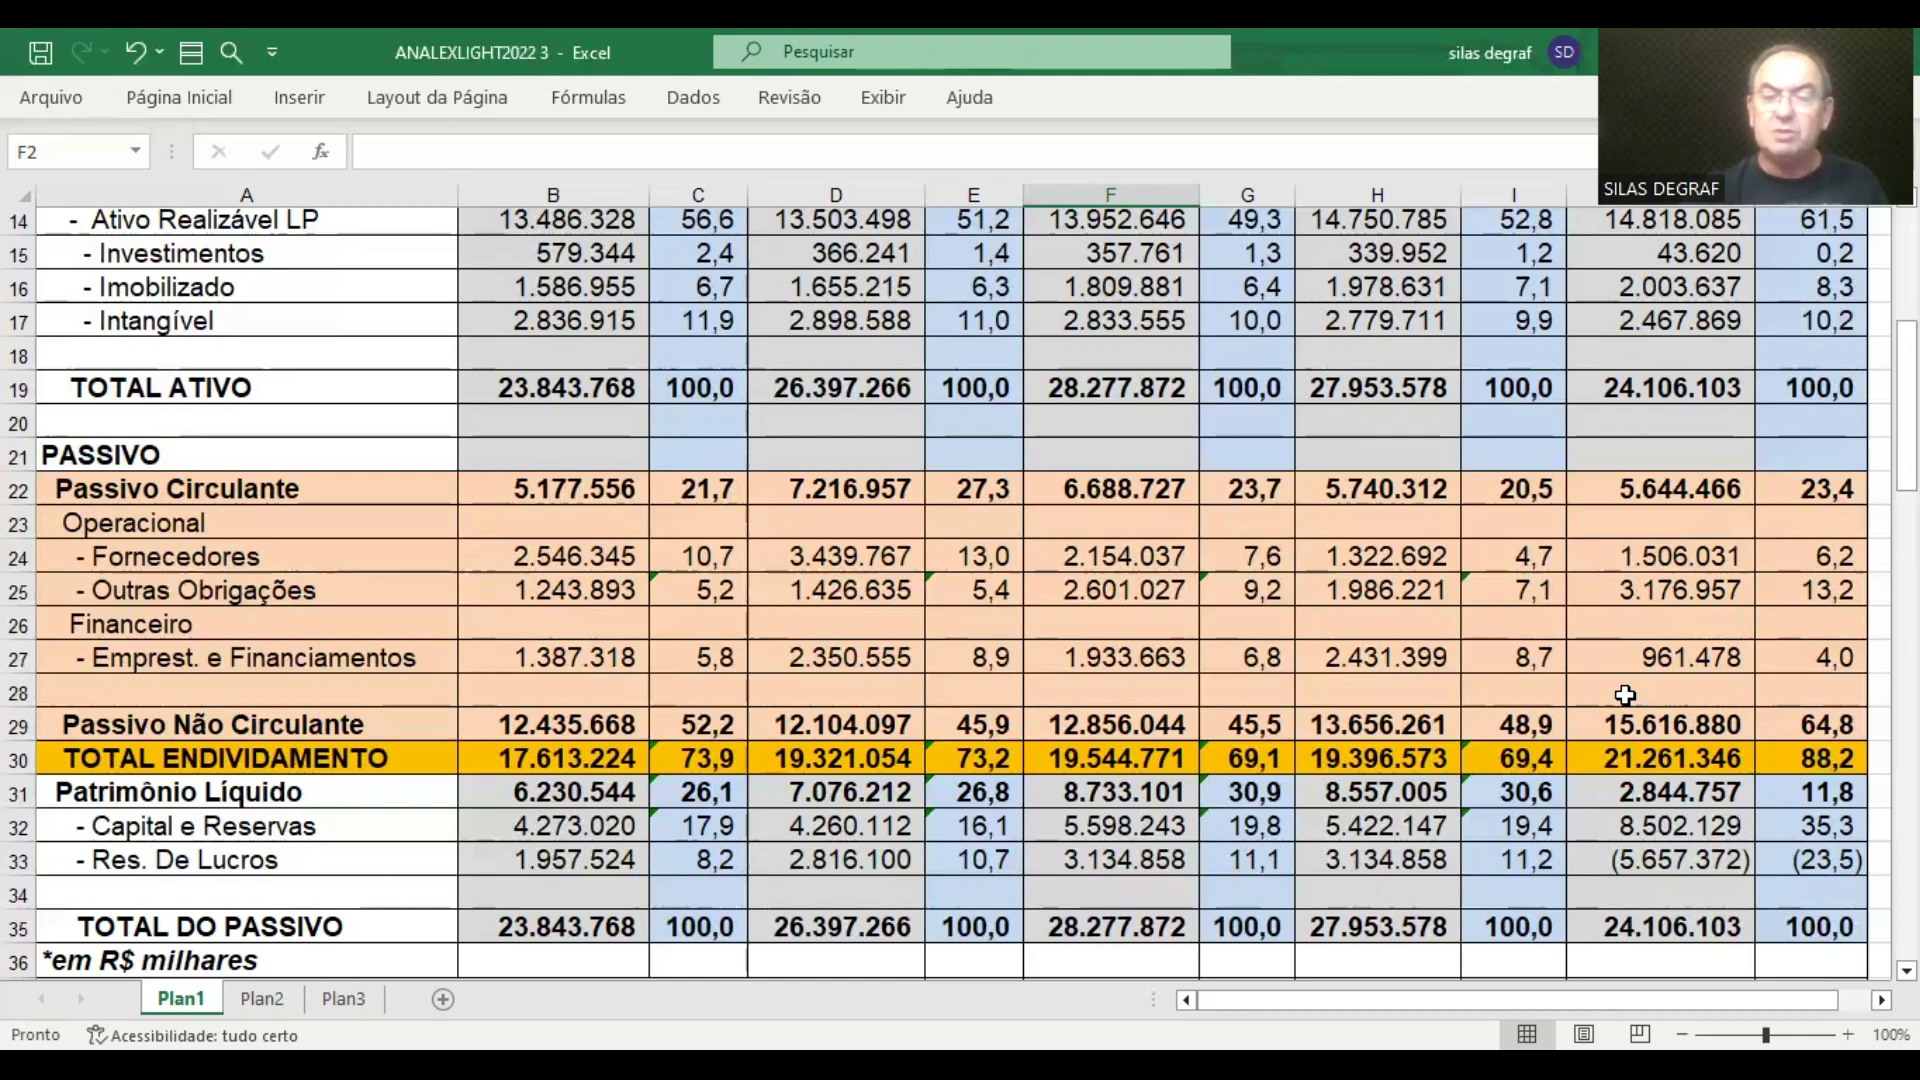 ANALEXLIGHT2022 3 - Excel
Pesquisar
silas degraf SD
Arquivo Página Inicial Inserir Layout da Página Fórmulas Dados Revisão Exibir Ajuda
F2 fx
SILAS DEGRAF
A B C D E F G H I
14 - Ativo Realizável LP 13.486.328 56,6 13.503.498 51,2 13.952.646 49,3 14.750.785 52,8 14.818.085 61,5
15 - Investimentos 579.344 2,4 366.241 1,4 357.761 1,3 339.952 1,2 43.620 0,2
16 - Imobilizado 1.586.955 6,7 1.655.215 6,3 1.809.881 6,4 1.978.631 7,1 2.003.637 8,3
17 - Intangível 2.836.915 11,9 2.898.588 11,0 2.833.555 10,0 2.779.711 9,9 2.467.869 10,2
18
19 TOTAL ATIVO 23.843.768 100,0 26.397.266 100,0 28.277.872 100,0 27.953.578 100,0 24.106.103 100,0
20
21 PASSIVO
22 Passivo Circulante 5.177.556 21,7 7.216.957 27,3 6.688.727 23,7 5.740.312 20,5 5.644.466 23,4
23 Operacional
24 - Fornecedores 2.546.345 10,7 3.439.767 13,0 2.154.037 7,6 1.322.692 4,7 1.506.031 6,2
25 - Outras Obrigações 1.243.893 5,2 1.426.635 5,4 2.601.027 9,2 1.986.221 7,1 3.176.957 13,2
26 Financeiro
27 - Emprest. e Financiamentos 1.387.318 5,8 2.350.555 8,9 1.933.663 6,8 2.431.399 8,7 961.478 4,0
28
29 Passivo Não Circulante 12.435.668 52,2 12.104.097 45,9 12.856.044 45,5 13.656.261 48,9 15.616.880 64,8
30 TOTAL ENDIVIDAMENTO 17.613.224 73,9 19.321.054 73,2 19.544.771 69,1 19.396.573 69,4 21.261.346 88,2
31 Patrimônio Líquido 6.230.544 26,1 7.076.212 26,8 8.733.101 30,9 8.557.005 30,6 2.844.757 11,8
32 - Capital e Reservas 4.273.020 17,9 4.260.112 16,1 5.598.243 19,8 5.422.147 19,4 8.502.129 35,3
33 - Res. De Lucros 1.957.524 8,2 2.816.100 10,7 3.134.858 11,1 3.134.858 11,2 (5.657.372) (23,5)
34
35 TOTAL DO PASSIVO 23.843.768 100,0 26.397.266 100,0 28.277.872 100,0 27.953.578 100,0 24.106.103 100,0
36 *em R$ milhares
Plan1 Plan2 Plan3
Pronto Acessibilidade: tudo certo 100%